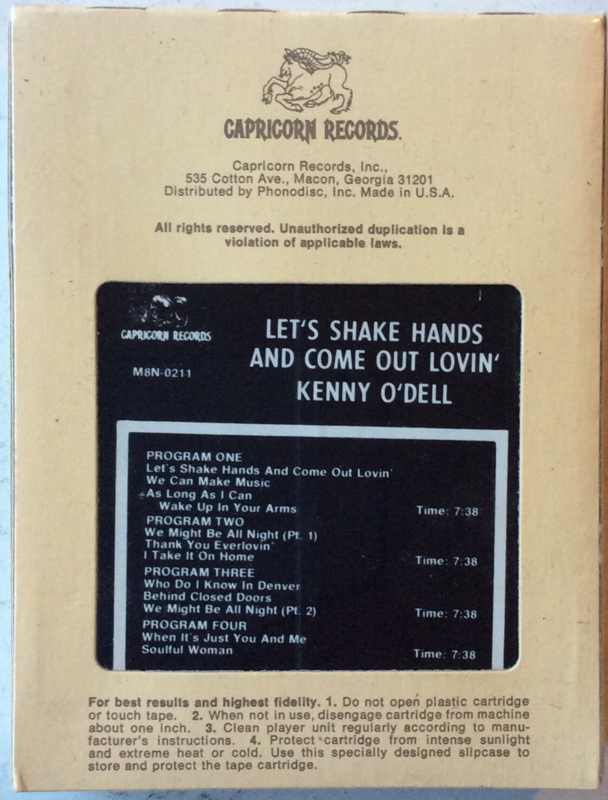 CAPRICORN RECORDS.
Capricorn Records, Inc.,
535 Cotton Ave., Macon, Georgia 31201
Distributed by Phonodisc, Inc. Made in U.S.A.
All rights reserved. Unauthorized duplication is a
violation of applicable laws.
CAPRICORN RECORDS
M8N-0211
LET'S SHAKE HANDS
AND COME OUT LOVIN'
KENNY O'DELL
PROGRAM ONE
Let's Shake Hands And Come Out Lovin'
We Can Make Music
As Long As I Can
Wake Up In Your Arms Time: 7:38
PROGRAM TWO
We Might Be All Night (Pt. 1)
Thank You Everlovin'
I Take It On Home Time: 7:38
PROGRAM THREE
Who Do I Know In Denver
Behind Closed Doors
We Might Be All Night (Pt. 2) Time: 7:38
PROGRAM FOUR
When It's Just You And Me
Soulful Woman Time: 7:38
For best results and highest fidelity. 1. Do not open plastic cartridge
or touch tape. 2. When not in use, disengage cartridge from machine
about one inch. 3. Clean player unit regularly according to manu-
facturer's instructions. 4. Protect cartridge from intense sunlight
and extreme heat or cold. Use this specially designed slipcase to
store and protect the tape cartridge.